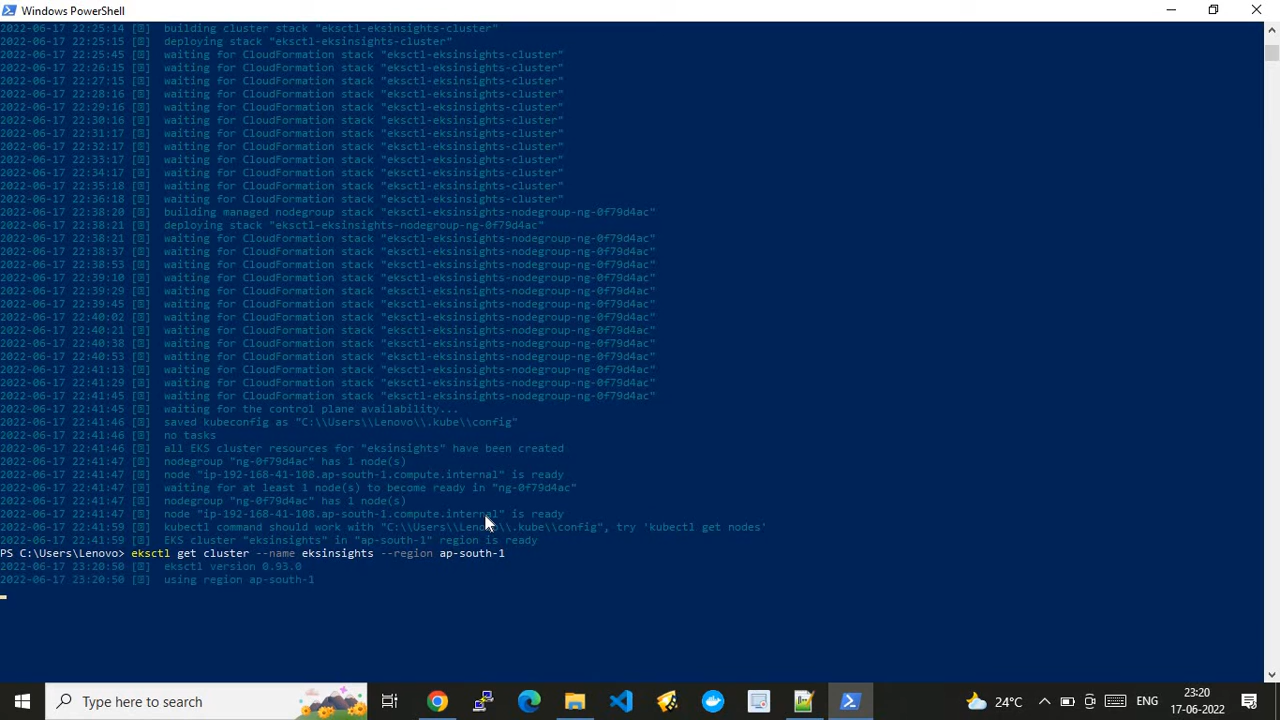 Windows PowerShell
2022-06-17 22:25:14 [ℹ]  building cluster stack "eksctl-eksinsights-cluster"
2022-06-17 22:25:15 [ℹ]  deploying stack "eksctl-eksinsights-cluster"
2022-06-17 22:25:45 [ℹ]  waiting for CloudFormation stack "eksctl-eksinsights-cluster"
2022-06-17 22:26:15 [ℹ]  waiting for CloudFormation stack "eksctl-eksinsights-cluster"
2022-06-17 22:27:15 [ℹ]  waiting for CloudFormation stack "eksctl-eksinsights-cluster"
2022-06-17 22:28:16 [ℹ]  waiting for CloudFormation stack "eksctl-eksinsights-cluster"
2022-06-17 22:29:16 [ℹ]  waiting for CloudFormation stack "eksctl-eksinsights-cluster"
2022-06-17 22:30:16 [ℹ]  waiting for CloudFormation stack "eksctl-eksinsights-cluster"
2022-06-17 22:31:17 [ℹ]  waiting for CloudFormation stack "eksctl-eksinsights-cluster"
2022-06-17 22:32:17 [ℹ]  waiting for CloudFormation stack "eksctl-eksinsights-cluster"
2022-06-17 22:33:17 [ℹ]  waiting for CloudFormation stack "eksctl-eksinsights-cluster"
2022-06-17 22:34:17 [ℹ]  waiting for CloudFormation stack "eksctl-eksinsights-cluster"
2022-06-17 22:35:18 [ℹ]  waiting for CloudFormation stack "eksctl-eksinsights-cluster"
2022-06-17 22:36:18 [ℹ]  waiting for CloudFormation stack "eksctl-eksinsights-cluster"
2022-06-17 22:38:20 [ℹ]  building managed nodegroup stack "eksctl-eksinsights-nodegroup-ng-0f79d4ac"
2022-06-17 22:38:21 [ℹ]  deploying stack "eksctl-eksinsights-nodegroup-ng-0f79d4ac"
2022-06-17 22:38:21 [ℹ]  waiting for CloudFormation stack "eksctl-eksinsights-nodegroup-ng-0f79d4ac"
2022-06-17 22:38:37 [ℹ]  waiting for CloudFormation stack "eksctl-eksinsights-nodegroup-ng-0f79d4ac"
2022-06-17 22:38:53 [ℹ]  waiting for CloudFormation stack "eksctl-eksinsights-nodegroup-ng-0f79d4ac"
2022-06-17 22:39:10 [ℹ]  waiting for CloudFormation stack "eksctl-eksinsights-nodegroup-ng-0f79d4ac"
2022-06-17 22:39:29 [ℹ]  waiting for CloudFormation stack "eksctl-eksinsights-nodegroup-ng-0f79d4ac"
2022-06-17 22:39:45 [ℹ]  waiting for CloudFormation stack "eksctl-eksinsights-nodegroup-ng-0f79d4ac"
2022-06-17 22:40:02 [ℹ]  waiting for CloudFormation stack "eksctl-eksinsights-nodegroup-ng-0f79d4ac"
2022-06-17 22:40:21 [ℹ]  waiting for CloudFormation stack "eksctl-eksinsights-nodegroup-ng-0f79d4ac"
2022-06-17 22:40:38 [ℹ]  waiting for CloudFormation stack "eksctl-eksinsights-nodegroup-ng-0f79d4ac"
2022-06-17 22:40:53 [ℹ]  waiting for CloudFormation stack "eksctl-eksinsights-nodegroup-ng-0f79d4ac"
2022-06-17 22:41:13 [ℹ]  waiting for CloudFormation stack "eksctl-eksinsights-nodegroup-ng-0f79d4ac"
2022-06-17 22:41:29 [ℹ]  waiting for CloudFormation stack "eksctl-eksinsights-nodegroup-ng-0f79d4ac"
2022-06-17 22:41:45 [ℹ]  waiting for CloudFormation stack "eksctl-eksinsights-nodegroup-ng-0f79d4ac"
2022-06-17 22:41:45 [ℹ]  waiting for the control plane availability...
2022-06-17 22:41:46 [ℹ]  saved kubeconfig as "C:\\Users\\Lenovo\\.kube\\config"
2022-06-17 22:41:46 [ℹ]  no tasks
2022-06-17 22:41:46 [ℹ]  all EKS cluster resources for "eksinsights" have been created
2022-06-17 22:41:47 [ℹ]  nodegroup "ng-0f79d4ac" has 1 node(s)
2022-06-17 22:41:47 [ℹ]  node "ip-192-168-41-108.ap-south-1.compute.internal" is ready
2022-06-17 22:41:47 [ℹ]  waiting for at least 1 node(s) to become ready in "ng-0f79d4ac"
2022-06-17 22:41:47 [ℹ]  nodegroup "ng-0f79d4ac" has 1 node(s)
2022-06-17 22:41:47 [ℹ]  node "ip-192-168-41-108.ap-south-1.compute.internal" is ready
2022-06-17 22:41:59 [ℹ]  kubectl command should work with "C:\\Users\\Lenovo\\.kube\\config", try 'kubectl get nodes'
2022-06-17 22:41:59 [ℹ]  EKS cluster "eksinsights" in "ap-south-1" region is ready
PS C:\Users\Lenovo> eksctl get cluster --name eksinsights --region ap-south-1
2022-06-17 23:20:50 [ℹ]  eksctl version 0.93.0
2022-06-17 23:20:50 [ℹ]  using region ap-south-1
Type here to search
24°C
ENG
23:20
17-06-2022